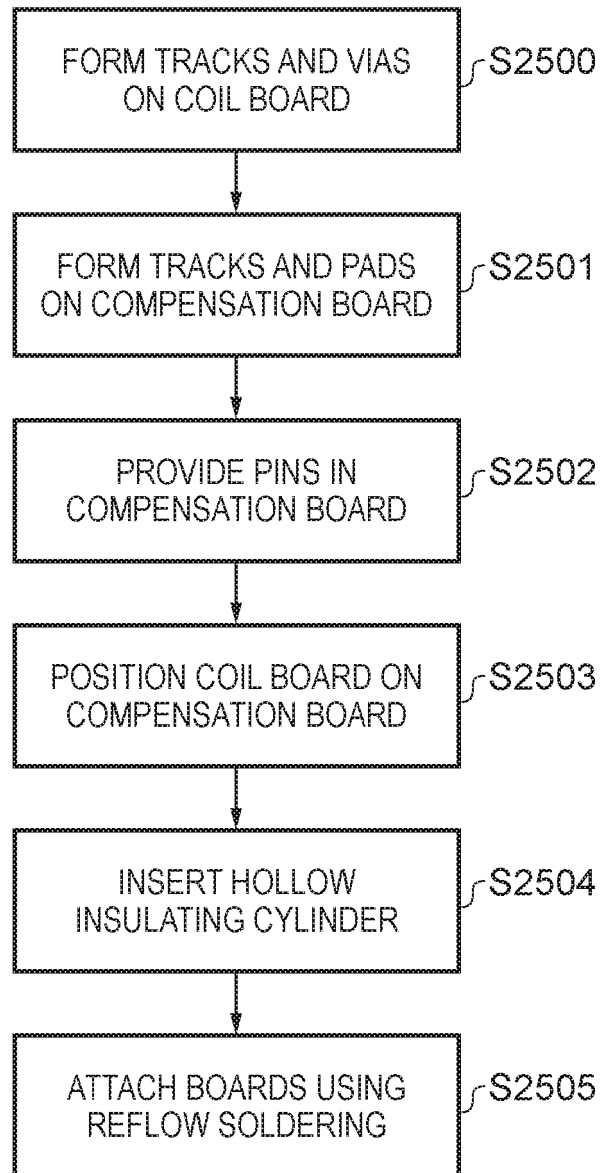 FORM TRACKS AND VIAS
ON COIL BOARD
S2500
FORM TRACKS AND PADS
ON COMPENSATION BOARD
S2501
PROVIDE PINS IN
COMPENSATION BOARD
S2502
POSITION COIL BOARD ON
COMPENSATION BOARD
S2503
INSERT HOLLOW
INSULATING CYLINDER
S2504
ATTACH BOARDS USING
REFLOW SOLDERING
S2505